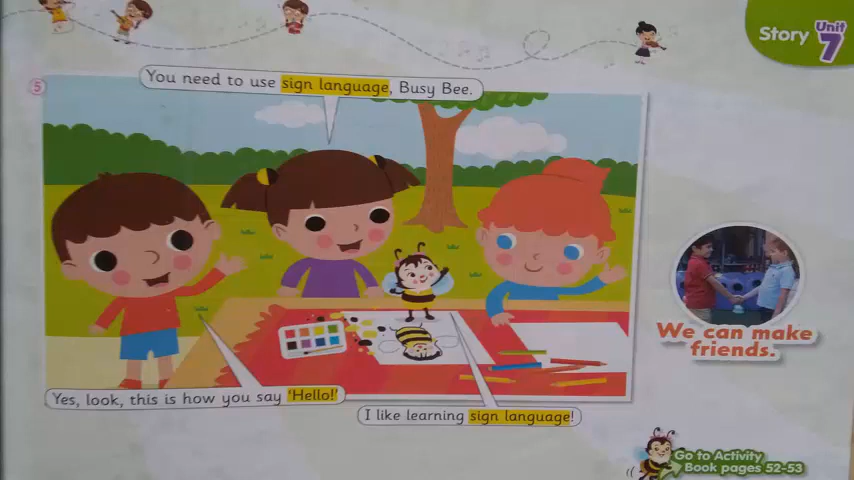 Story Unit 7
5
You need to use sign language, Busy Bee.
Yes, look, this is how you say 'Hello!'
I like learning sign language!
We can make
friends.
Go to Activity
Book pages 52-53